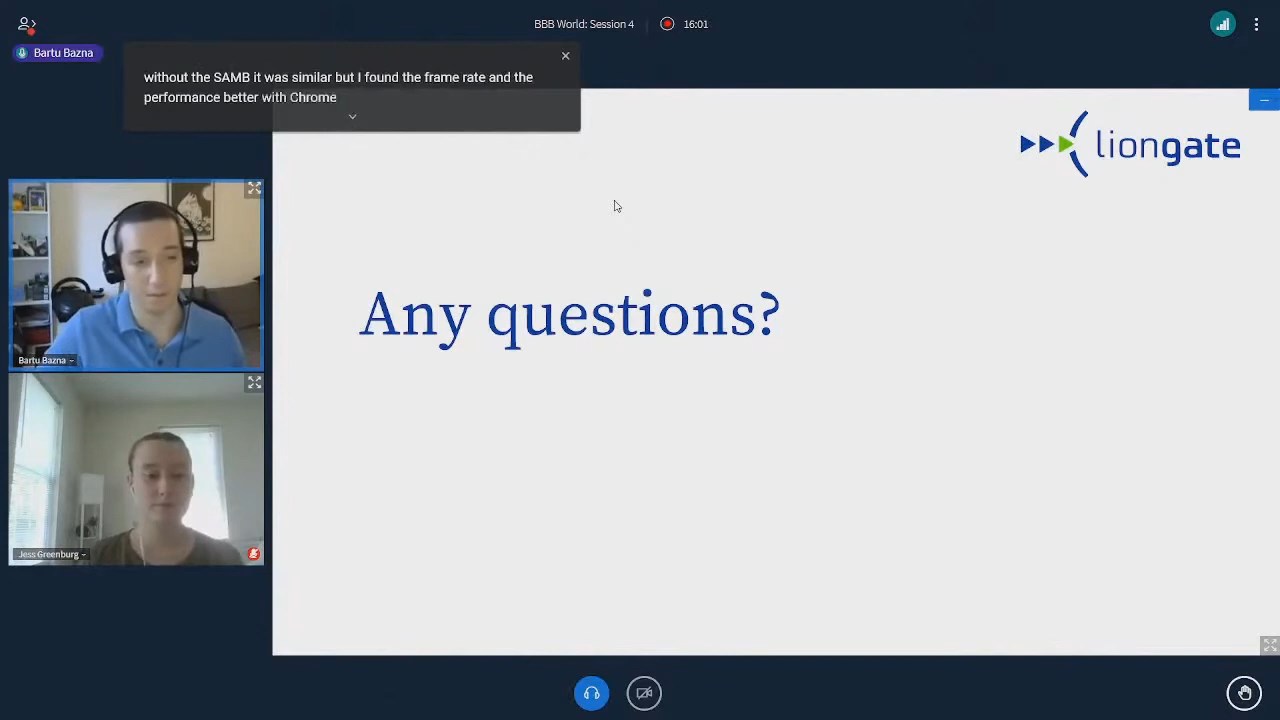 BBB World: Session 4
16:01
Bartu Bazna
without the SAMB it was similar but I found the frame rate and the
performance better with Chrome
liongate
Any questions?
Bartu Bazna
Jess Greenburg